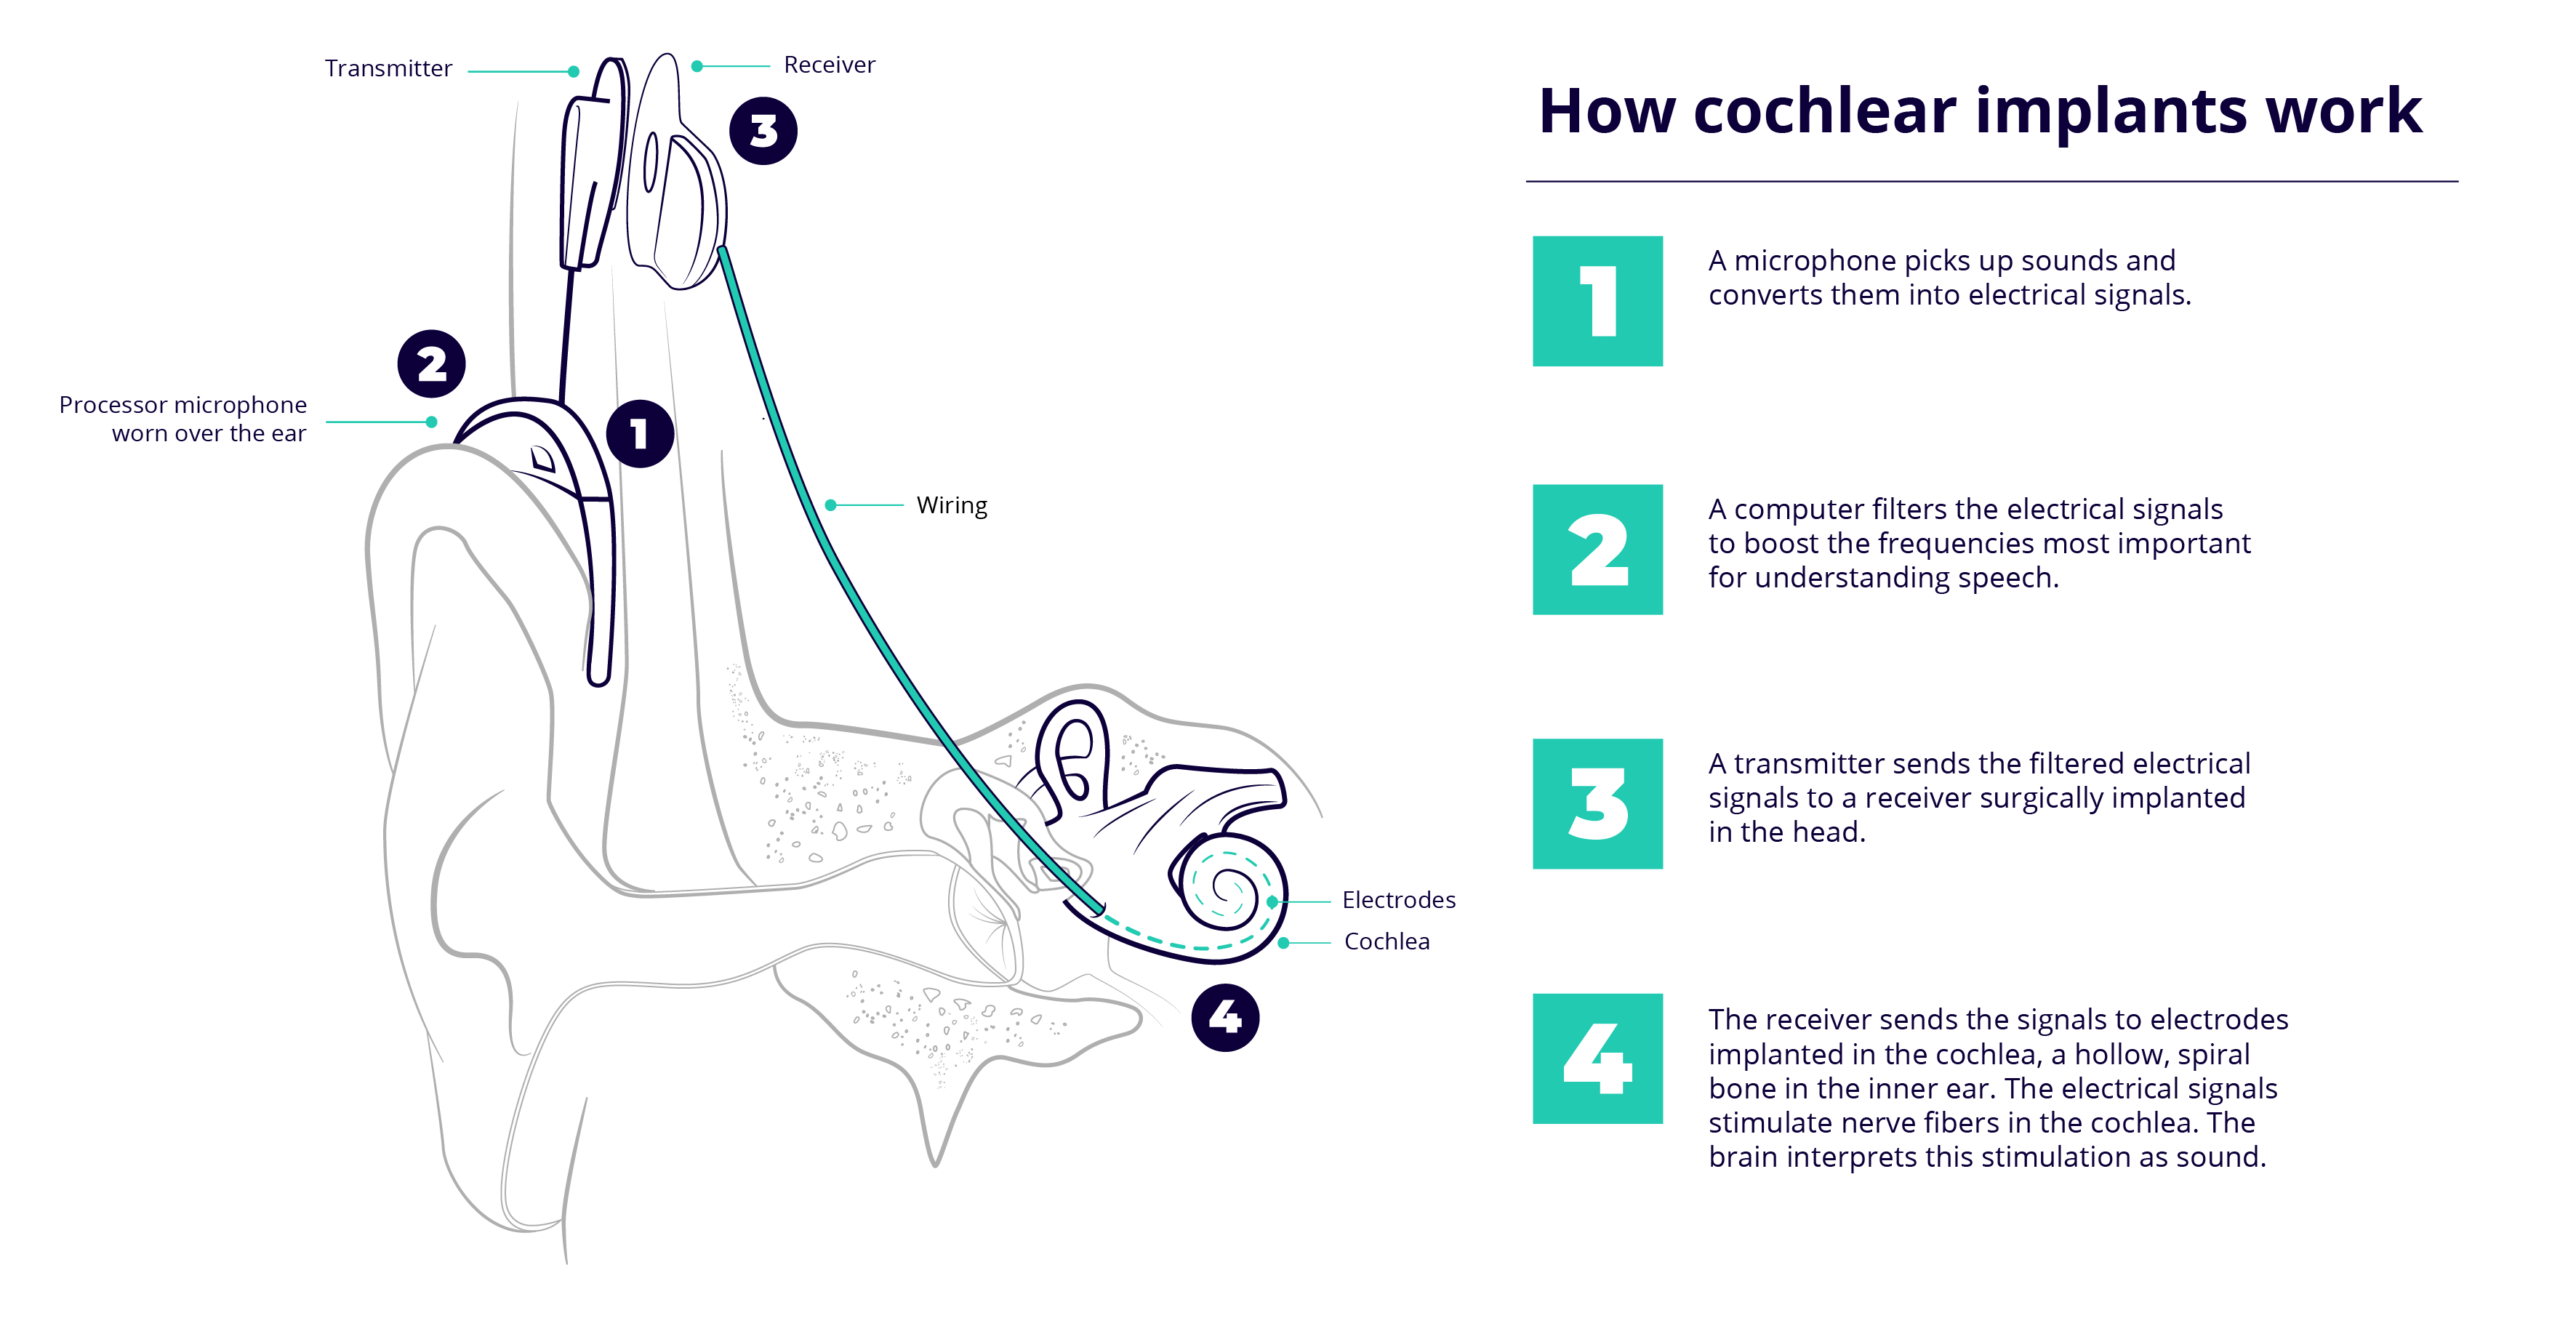 Transmitter
Receiver
3
2
Processor microphone
worn over the ear
1
Wiring
Electrodes
Cochlea
4
How cochlear implants work
1
A microphone picks up sounds and
converts them into electrical signals.
2
A computer filters the electrical signals
to boost the frequencies most important
for understanding speech.
3
A transmitter sends the filtered electrical
signals to a receiver surgically implanted
in the head.
4
The receiver sends the signals to electrodes
implanted in the cochlea, a hollow, spiral
bone in the inner ear. The electrical signals
stimulate nerve fibers in the cochlea. The
brain interprets this stimulation as sound.